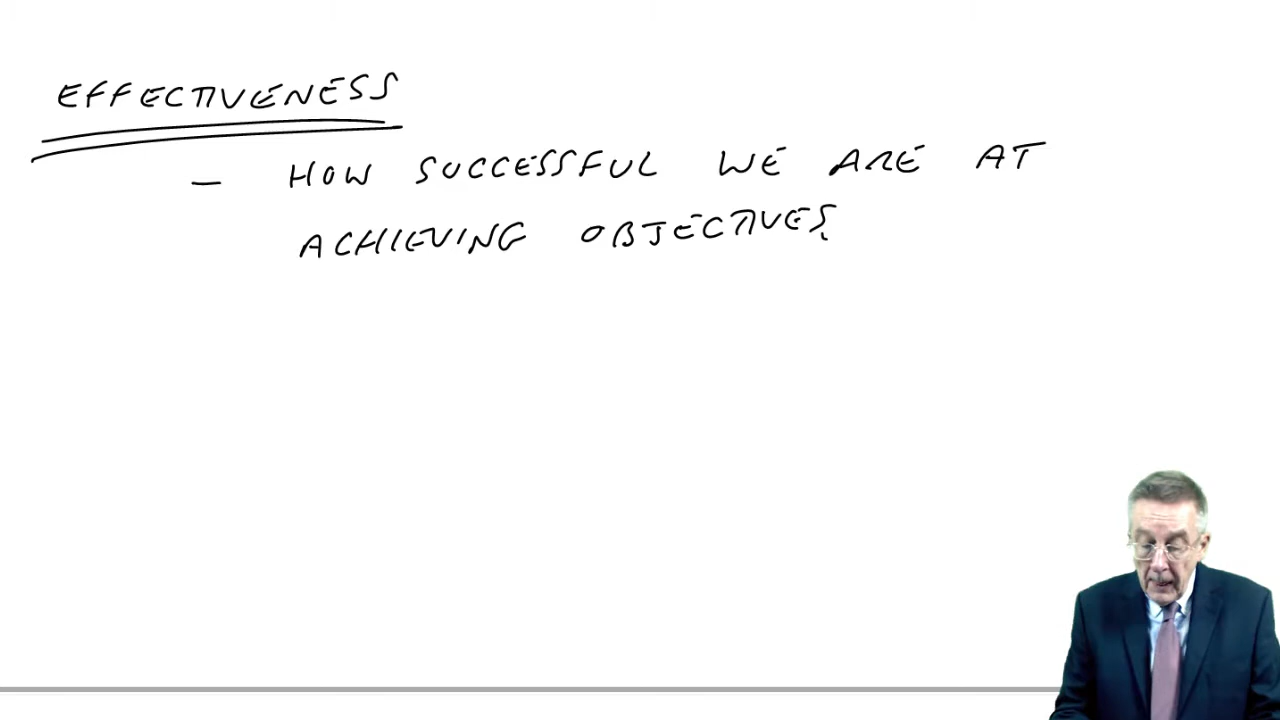 EFFECTIVENESS
– HOW SUCCESSFUL WE ARE AT
ACHIEVING OBJECTIVES